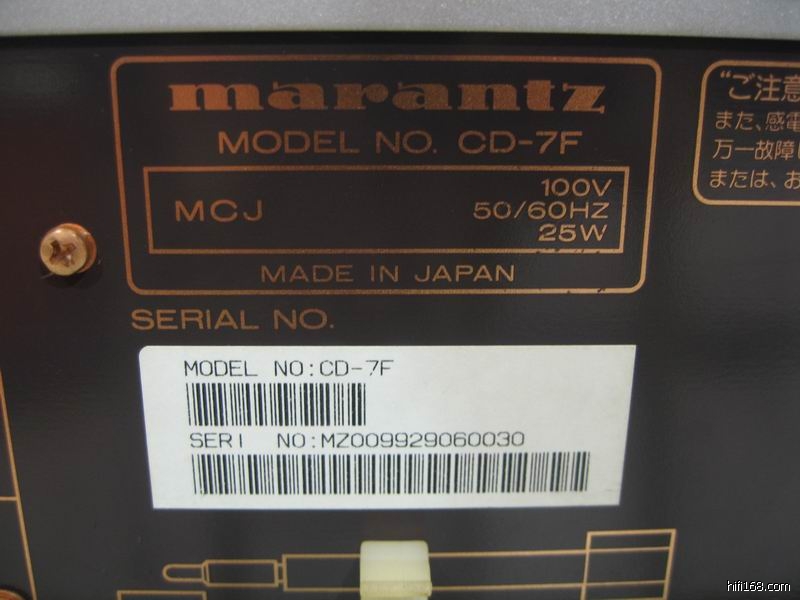 marantz
MODEL NO. CD-7F
MCJ
100V
50/60HZ
25W
MADE IN JAPAN
SERIAL NO.
MODEL NO:CD-7F
SERI NO:MZ009929060030
"ご注意
また、感電
万一故障
または、お
hifi168.com